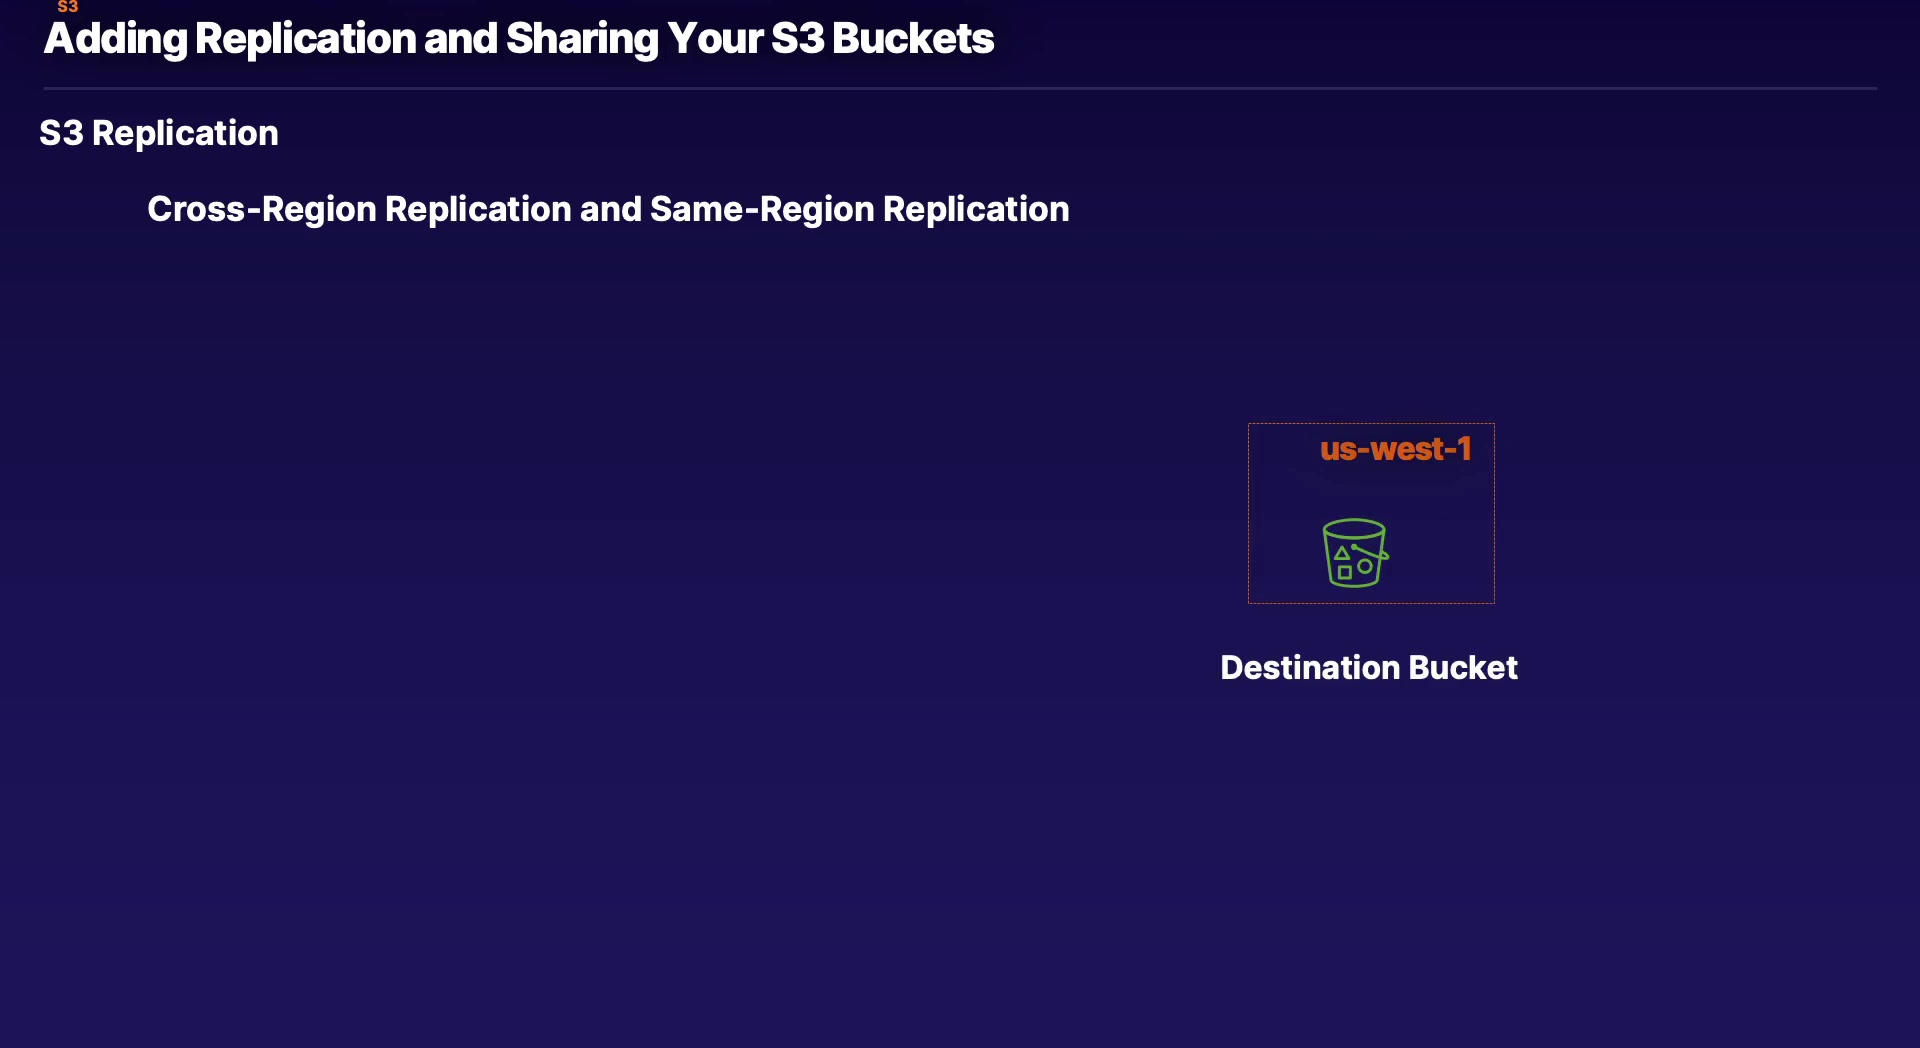 S3
Adding Replication and Sharing Your S3 Buckets
S3 Replication
Cross-Region Replication and Same-Region Replication
us-west-1
Destination Bucket